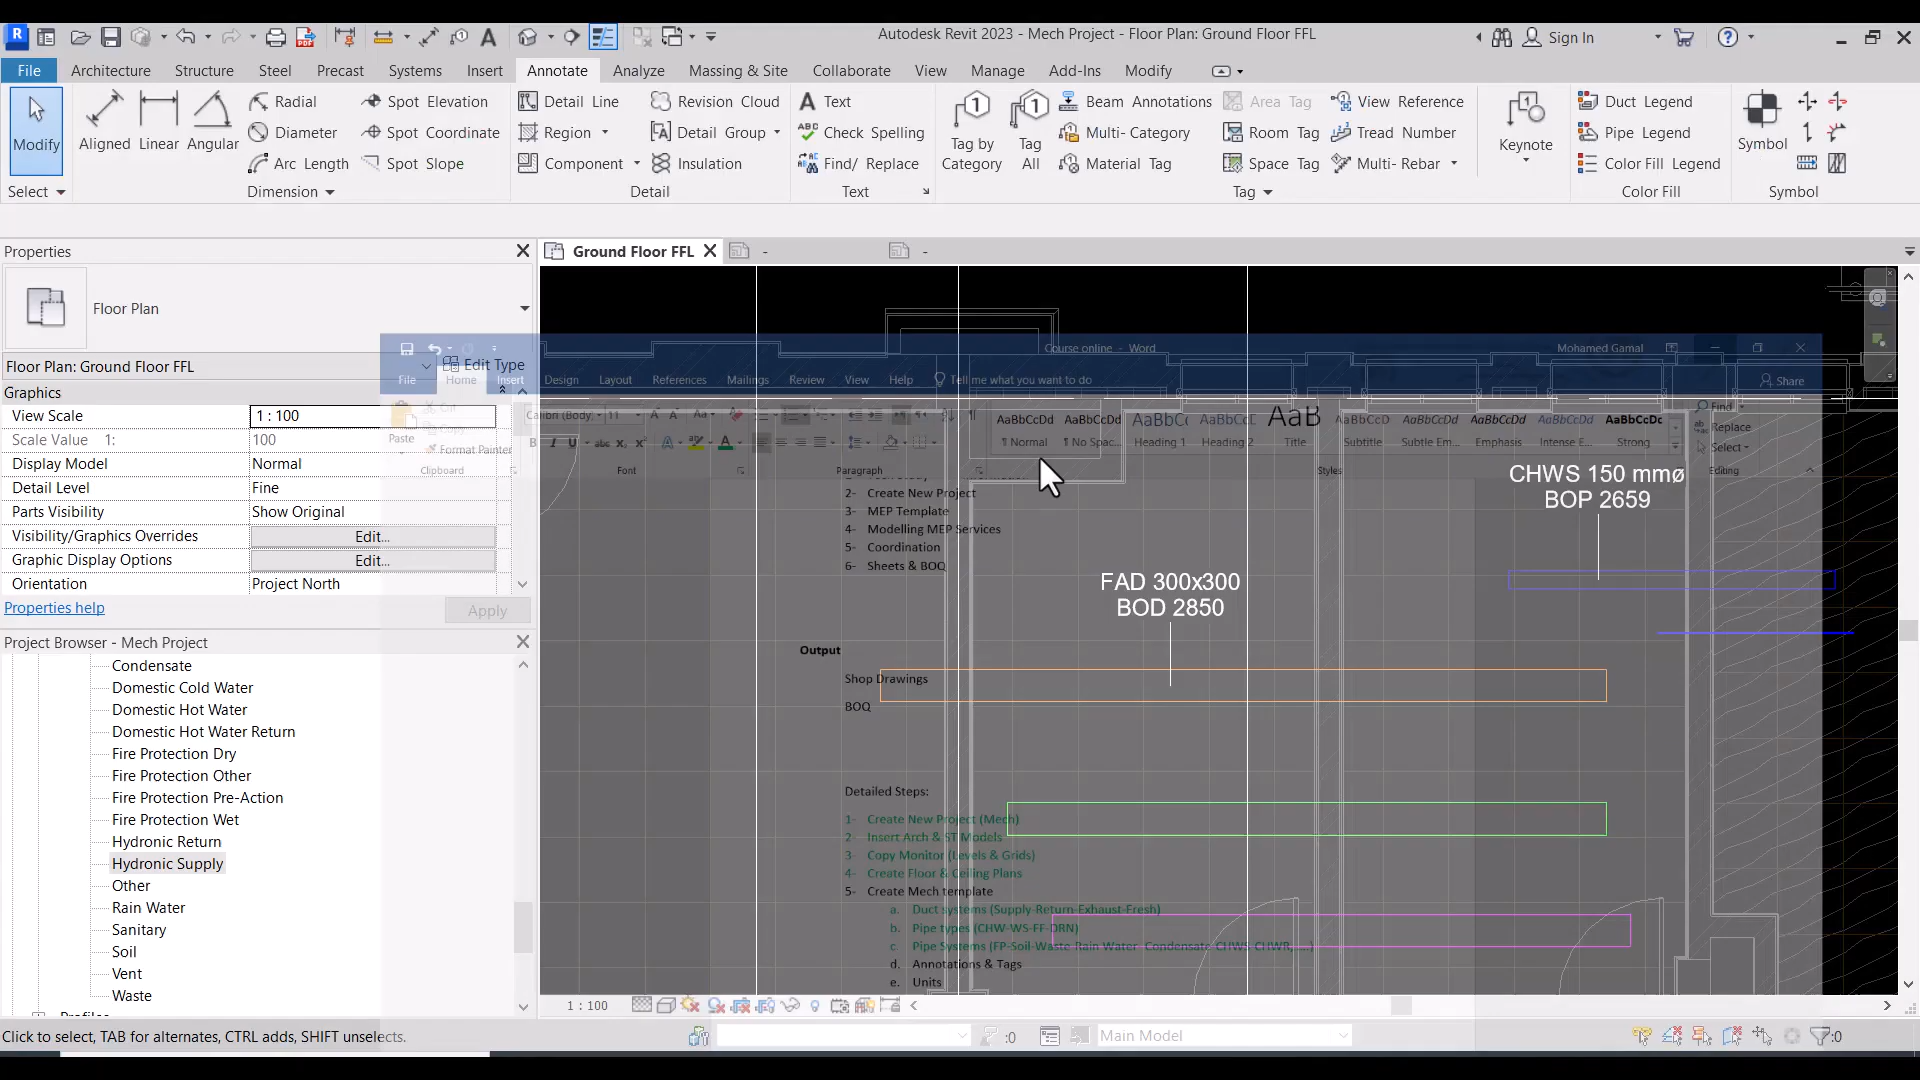 Autodesk Revit 2023 - Mech Project - Floor Plan: Ground Floor FFL
Sign In
File Architecture Structure Steel Precast Systems Insert Annotate Analyze Massing & Site Collaborate View Manage Add-Ins Modify
Modify
Select
Aligned Linear Angular
Radial
Diameter
Arc Length
Spot Elevation
Spot Coordinate
Spot Slope
Dimension
Detail Line
Region
Component
Revision Cloud
Detail Group
Insulation
Detail
Text
Check Spelling
Find/ Replace
Text
Tag by Category
Tag All
Beam Annotations
Multi- Category
Material Tag
Area Tag
Room Tag
Space Tag
View Reference
Tread Number
Multi- Rebar
Tag
Keynote
Duct Legend
Pipe Legend
Color Fill Legend
Color Fill
Symbol
Symbol
Properties
Floor Plan
Floor Plan: Ground Floor FFL
Edit Type
Graphics
View Scale 1 : 100
Scale Value 1: 100
Display Model Normal
Detail Level Fine
Parts Visibility Show Original
Visibility/Graphics Overrides Edit...
Graphic Display Options Edit...
Orientation Project North
Properties help
Apply
Project Browser - Mech Project
Condensate
Domestic Cold Water
Domestic Hot Water
Domestic Hot Water Return
Fire Protection Dry
Fire Protection Other
Fire Protection Pre-Action
Fire Protection Wet
Hydronic Return
Hydronic Supply
Other
Rain Water
Sanitary
Soil
Vent
Waste
Ground Floor FFL
-
-
Course online - Word
Mohamed Gamal
File Home Insert Design Layout References Mailings Review View Help Tell me what you want to do
Share
Paste
Cut
Copy
Format Painter
Clipboard
Calibri (Body) 11
Font
Paragraph
AaBbCcDd
Normal
AaBbCcDd
No Spac...
AaBbCc
Heading 1
AaBbCcC
Heading 2
AaB
Title
AaBbCcD
Subtitle
AaBbCcDd
Subtle Em...
AaBbCcDd
Emphasis
AaBbCcDd
Intense E...
AaBbCcDc
Strong
Styles
Find
Replace
Select
Editing
2- Create New Project
3- MEP Template
4- Modelling MEP Services
5- Coordination
6- Sheets & BOQ
Output
Shop Drawings
BOQ
Detailed Steps:
1- Create New Project (Mech)
2- Insert Arch & ST Models
3- Copy Monitor (Levels & Grids)
4- Create Floor & Ceiling Plans
5- Create Mech template
a. Duct systems (Supply-Return-Exhaust-Fresh)
b. Pipe types (CHW-WS-FF-DRN)
c. Pipe Systems (FP-Soil-Waste-Rain Water- Condensate-CHWS-CHWR,....)
d. Annotations & Tags
e. Units
CHWS 150 mmø
BOP 2659
FAD 300x300
BOD 2850
1 : 100
Click to select, TAB for alternates, CTRL adds, SHIFT unselects.
:0
Main Model
:0